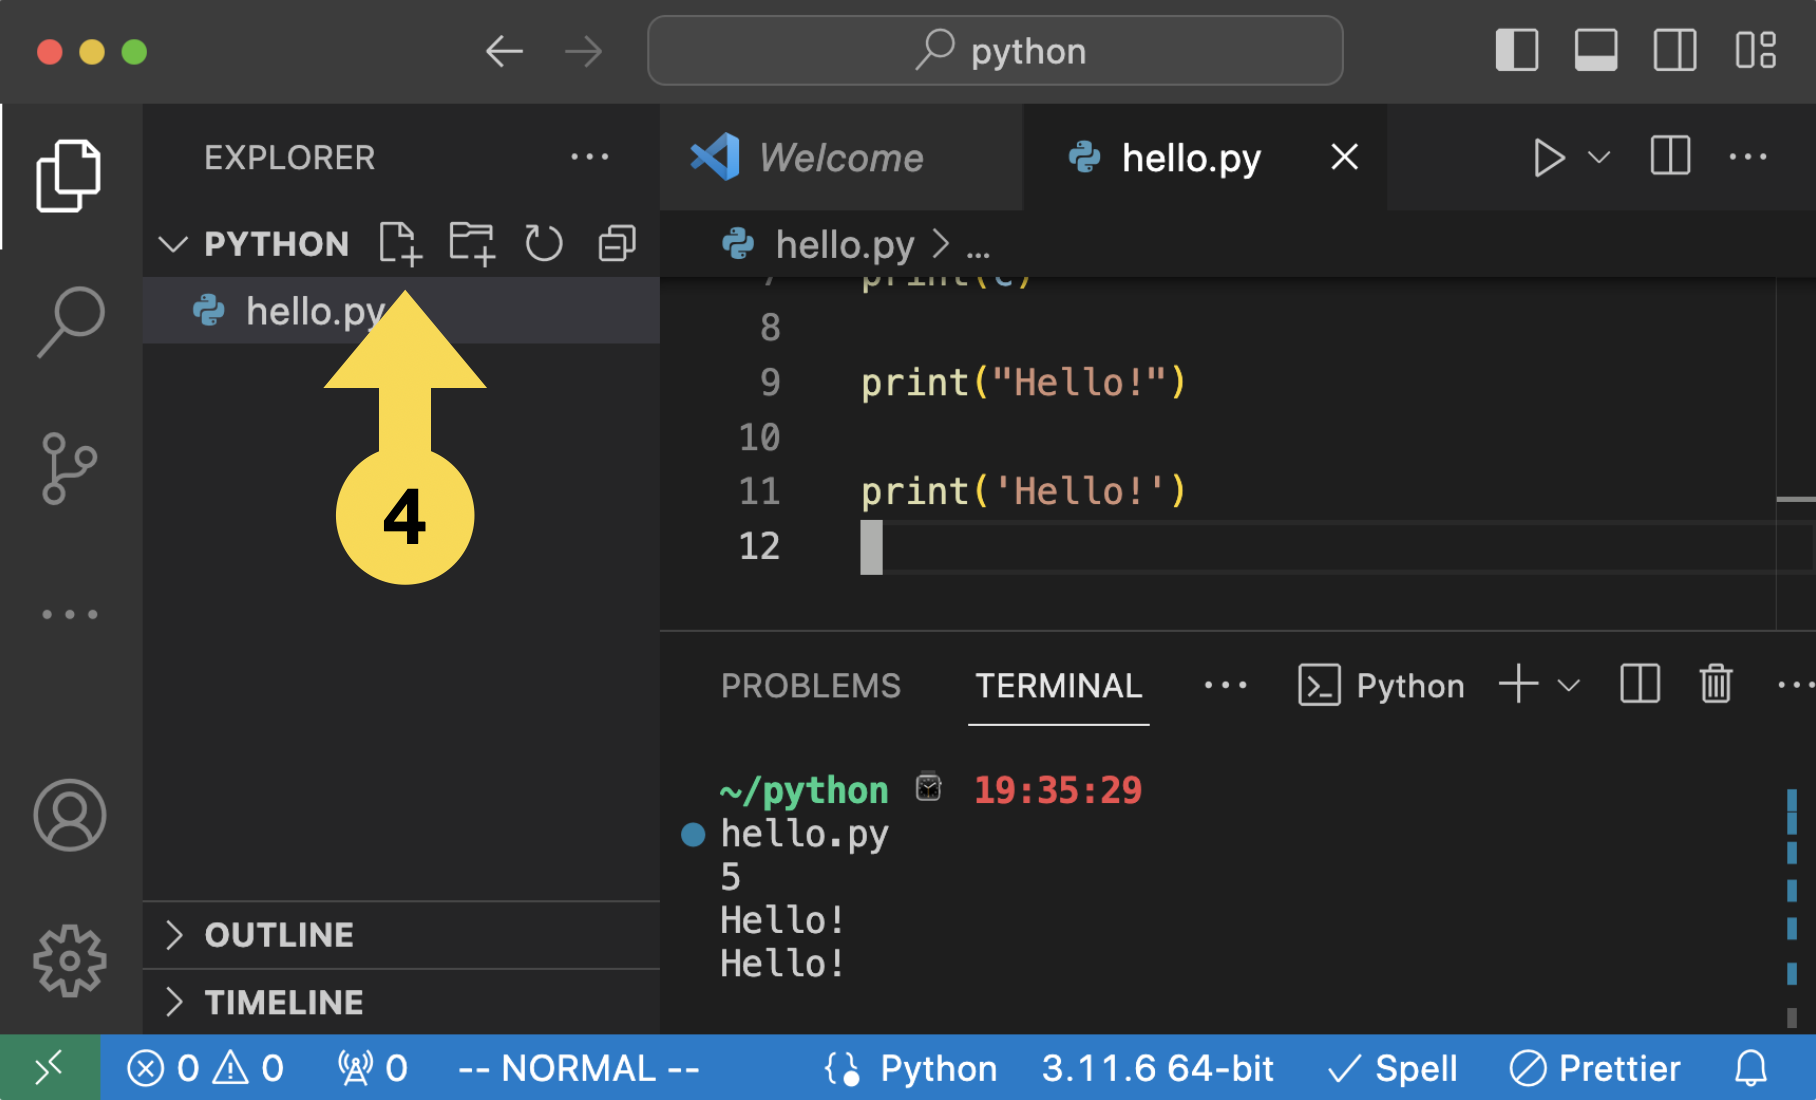 python
EXPLORER
Welcome
hello.py
PYTHON
hello.py > ...
hello.py
print(c)
8
9 print("Hello!")
10
11 print('Hello!')
12
4
PROBLEMS TERMINAL Python
~/python 19:35:29
hello.py
5
Hello!
Hello!
OUTLINE
TIMELINE
0 0 0 -- NORMAL -- Python 3.11.6 64-bit Spell Prettier